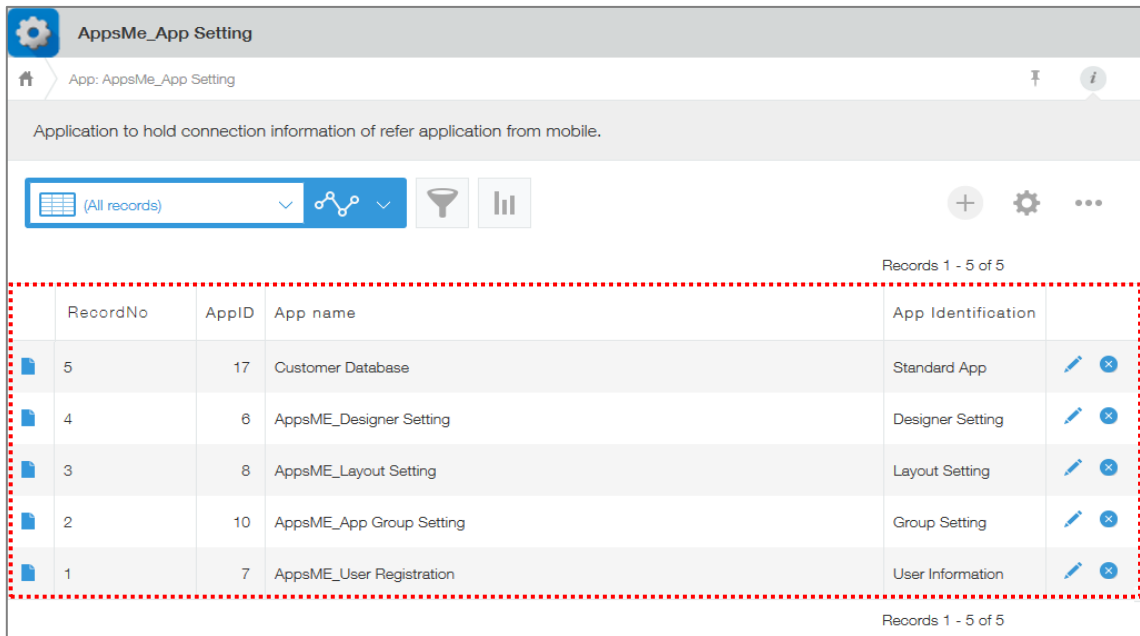 AppsMe_App Setting
App: AppsMe_App Setting
i
Application to hold connection information of refer application from mobile.
(All records)
Records 1 - 5 of 5
RecordNo AppID App name App Identification
5 17 Customer Database Standard App
4 6 AppsME_Designer Setting Designer Setting
3 8 AppsME_Layout Setting Layout Setting
2 10 AppsME_App Group Setting Group Setting
1 7 AppsME_User Registration User Information
Records 1 - 5 of 5